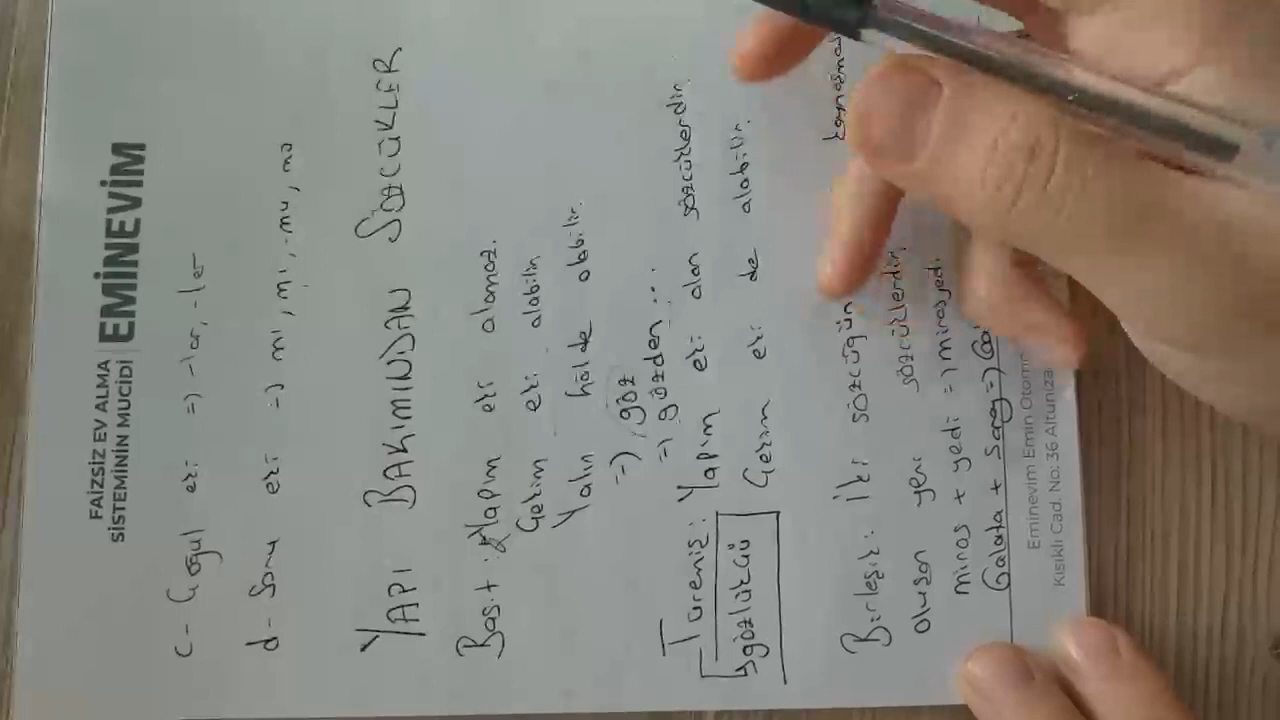 FAİZSİZ EV ALMA
SİSTEMİNİN MUCİDİ
EMİNEVİM
c- Çoğul eki => -lar, -ler
d- Soru eki => mı, mi, -mu, mü
YAPI BAKIMINDAN SÖZCÜKLER
Basit : Yapım eki alamaz.
Çekim eki alabilir.
Yalın hâlde olabilir.
=> göz
=> gözden...
Türemiş : Yapım eki alan sözcüklerdir.
gözlükçü
Çekim eki de alabilir.
Birleşik : İki sözcüğün
oluşan yeni sözcüklerdir.
miras + yedi => mirasyedi
Galata + Saray =>
Eminevim Emin Otom
Kısıklı Cad. No: 36 Altuniza